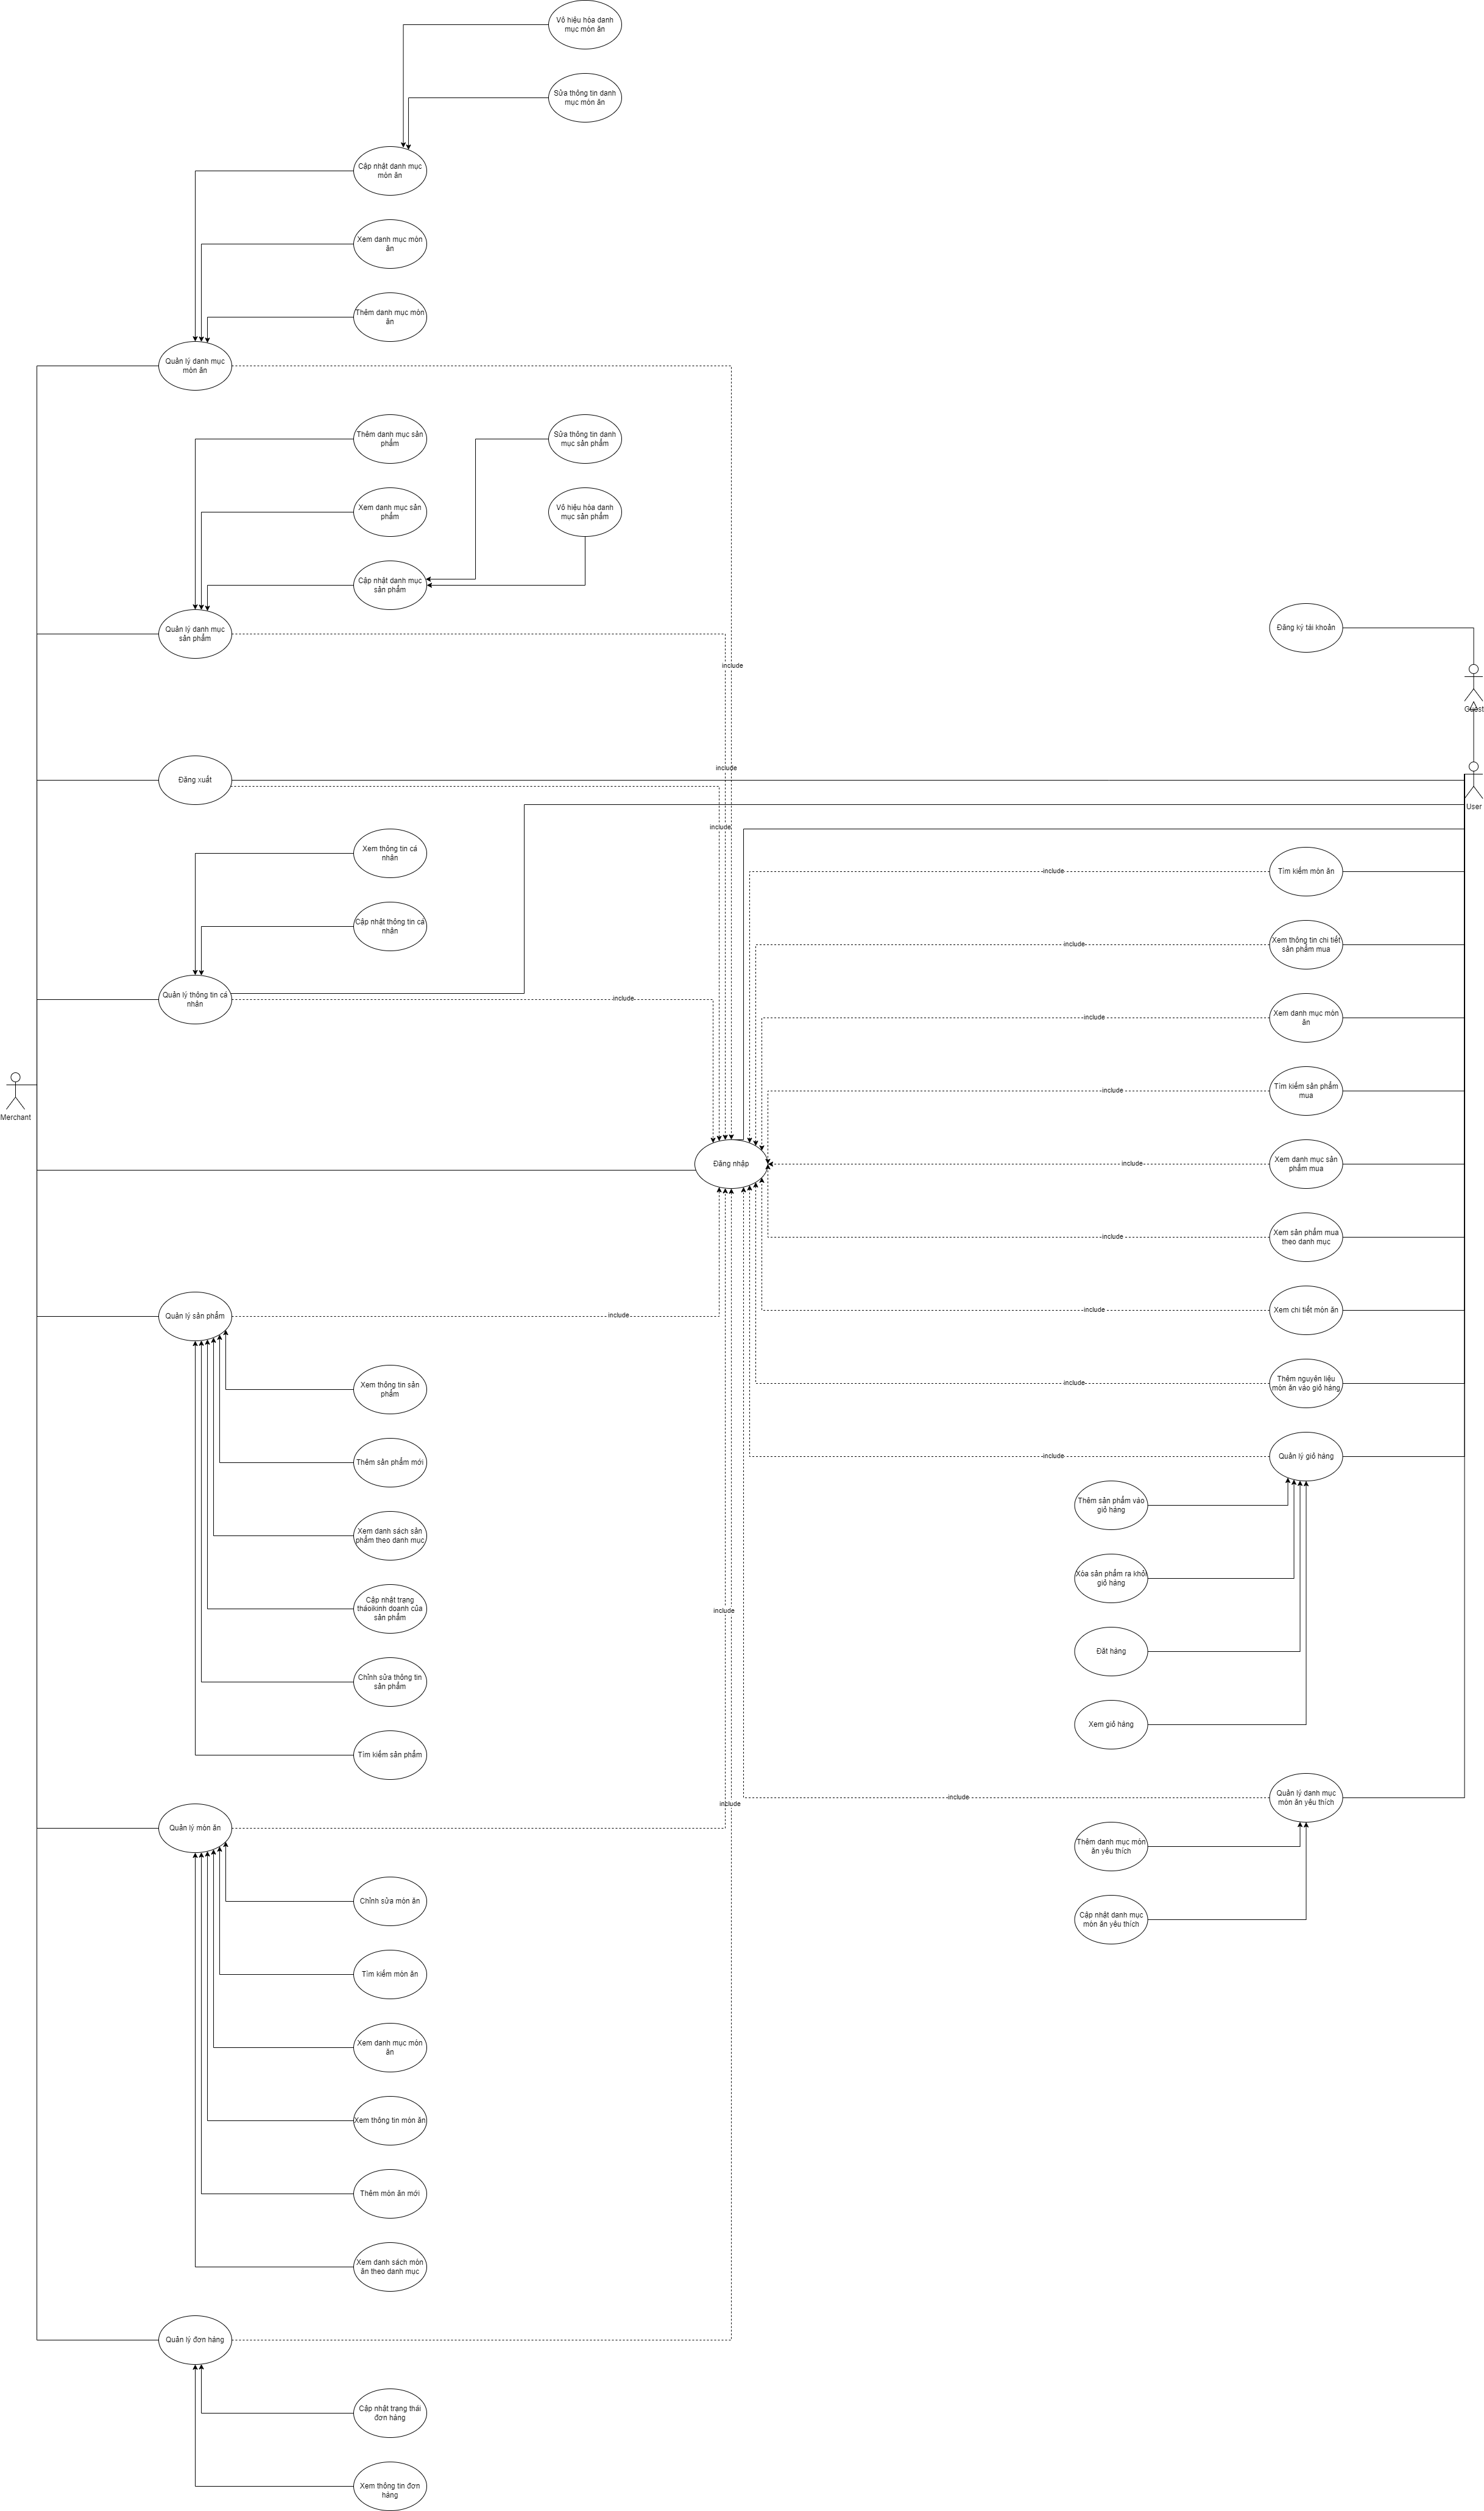 Vô hiệu hóa danh
mục món ăn
Sửa thông tin danh
mục món ăn
Cập nhật danh mục
món ăn
Xem danh mục món
ăn
Thêm danh mục món
ăn
Quản lý danh mục
món ăn
Thêm danh mục sản
phẩm
Sửa thông tin danh
mục sản phẩm
Xem danh mục sản
phẩm
Vô hiệu hóa danh
mục sản phẩm
Cập nhật danh mục
sản phẩm
Quản lý danh mục
sản phẩm
Đăng ký tài khoản
include
Guest
Đăng xuất
include
User
include
Xem thông tin cá
nhân
Tìm kiếm món ăn
include
Cập nhật thông tin cá
nhân
Xem thông tin chi tiết
sản phẩm mua
include
Quản lý thông tin cá
nhân
include
Xem danh mục món
ăn
include
Merchant
Tìm kiếm sản phẩm
mua
include
Đăng nhập
include
Xem danh mục sản
phẩm mua
include
Xem sản phẩm mua
theo danh mục
Quản lý sản phẩm
include
include
Xem chi tiết món ăn
Xem thông tin sản
phẩm
include
Thêm nguyên liệu
món ăn vào giỏ hàng
Thêm sản phẩm mới
include
Quản lý giỏ hàng
Thêm sản phẩm vào
giỏ hàng
Xem danh sách sản
phẩm theo danh mục
Xóa sản phẩm ra khỏi
giỏ hàng
Cập nhật trạng
tháoikinh doanh của
sản phẩm
include
Đăt hàng
Chỉnh sửa thông tin
sản phẩm
Xem giỏ hàng
Tìm kiếm sản phẩm
include
Quản lý danh mục
món ăn yêu thích
include
Quản lý món ăn
Thêm danh mục món
ăn yêu thích
Chỉnh sửa món ăn
Cập nhật danh mục
món ăn yêu thích
Tìm kiếm món ăn
Xem danh mục món
ăn
Xem thông tin món ăn
Thêm món ăn mới
Xem danh sách món
ăn theo danh mục
Quản lý đơn hàng
Cập nhật trạng thái
đơn hàng
Xem thông tin đơn
hàng